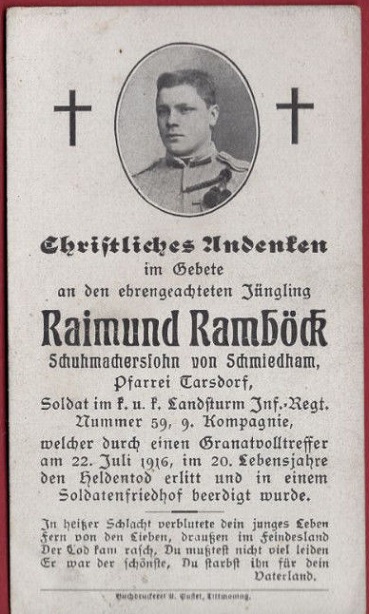 Christliches Andenken
im Gebete
an den ehrengeachteten Jüngling
Raimund Ramböck
Schuhmacherssohn von Schmiedham,
Pfarrei Tarsdorf,
Soldat im k. u. k. Landsturm Inf.-Regt.
Nummer 59, 9. Kompagnie,
welcher durch einen Granatvolltreffer
am 22. Juli 1916, im 20. Lebensjahre
den Heldentod erlitt und in einem
Soldatenfriedhof beerdigt wurde.
In heißer Schlacht verblutete dein junges Leben
Fern von den Lieben, draußen im Feindesland
Der Tod kam rasch, Du mußtest nicht viel leiden
Er war der schönste, Du starbst ihn für dein
Vaterland.
Buchdruckerei A. Pustet, Tittmoning.